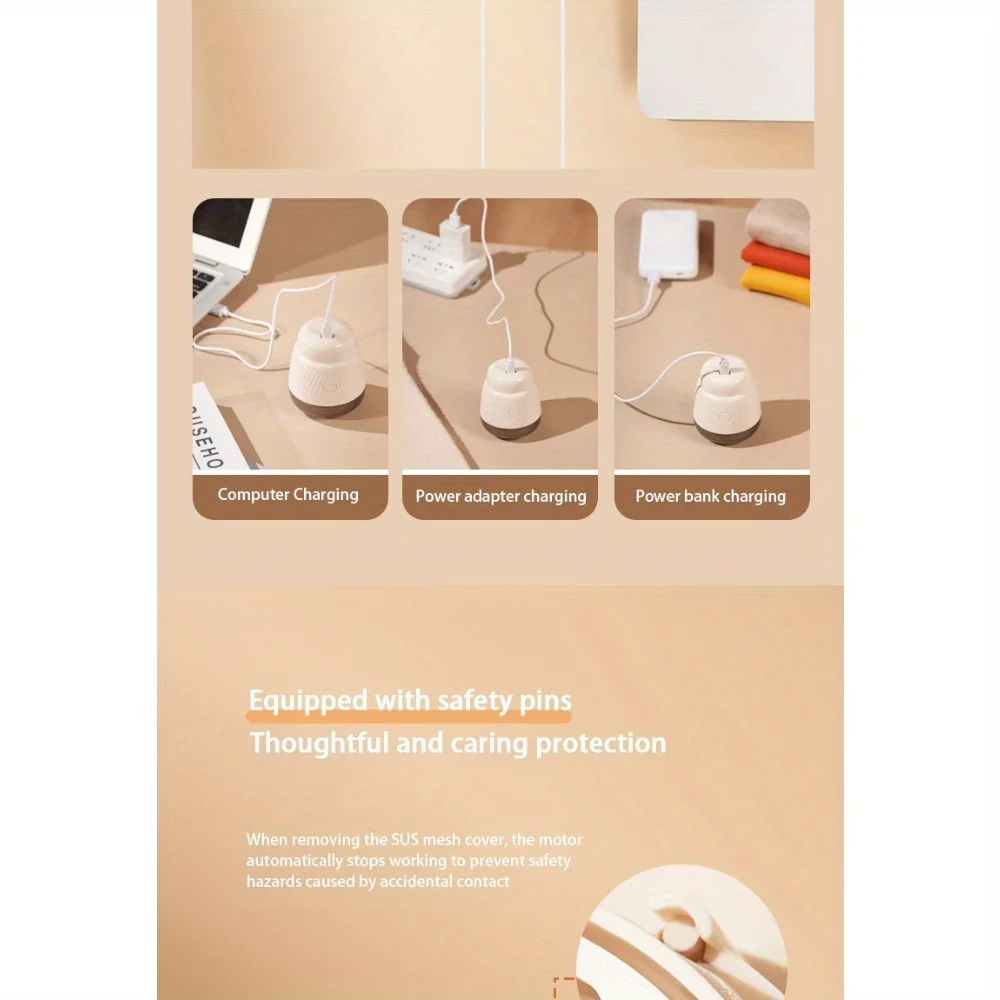 USEHO
Computer Charging
Power adapter charging
Power bank charging
Equipped with safety pins
Thoughtful and caring protection
When removing the SUS mesh cover, the motor
automatically stops working to prevent safety
hazards caused by accidental contact